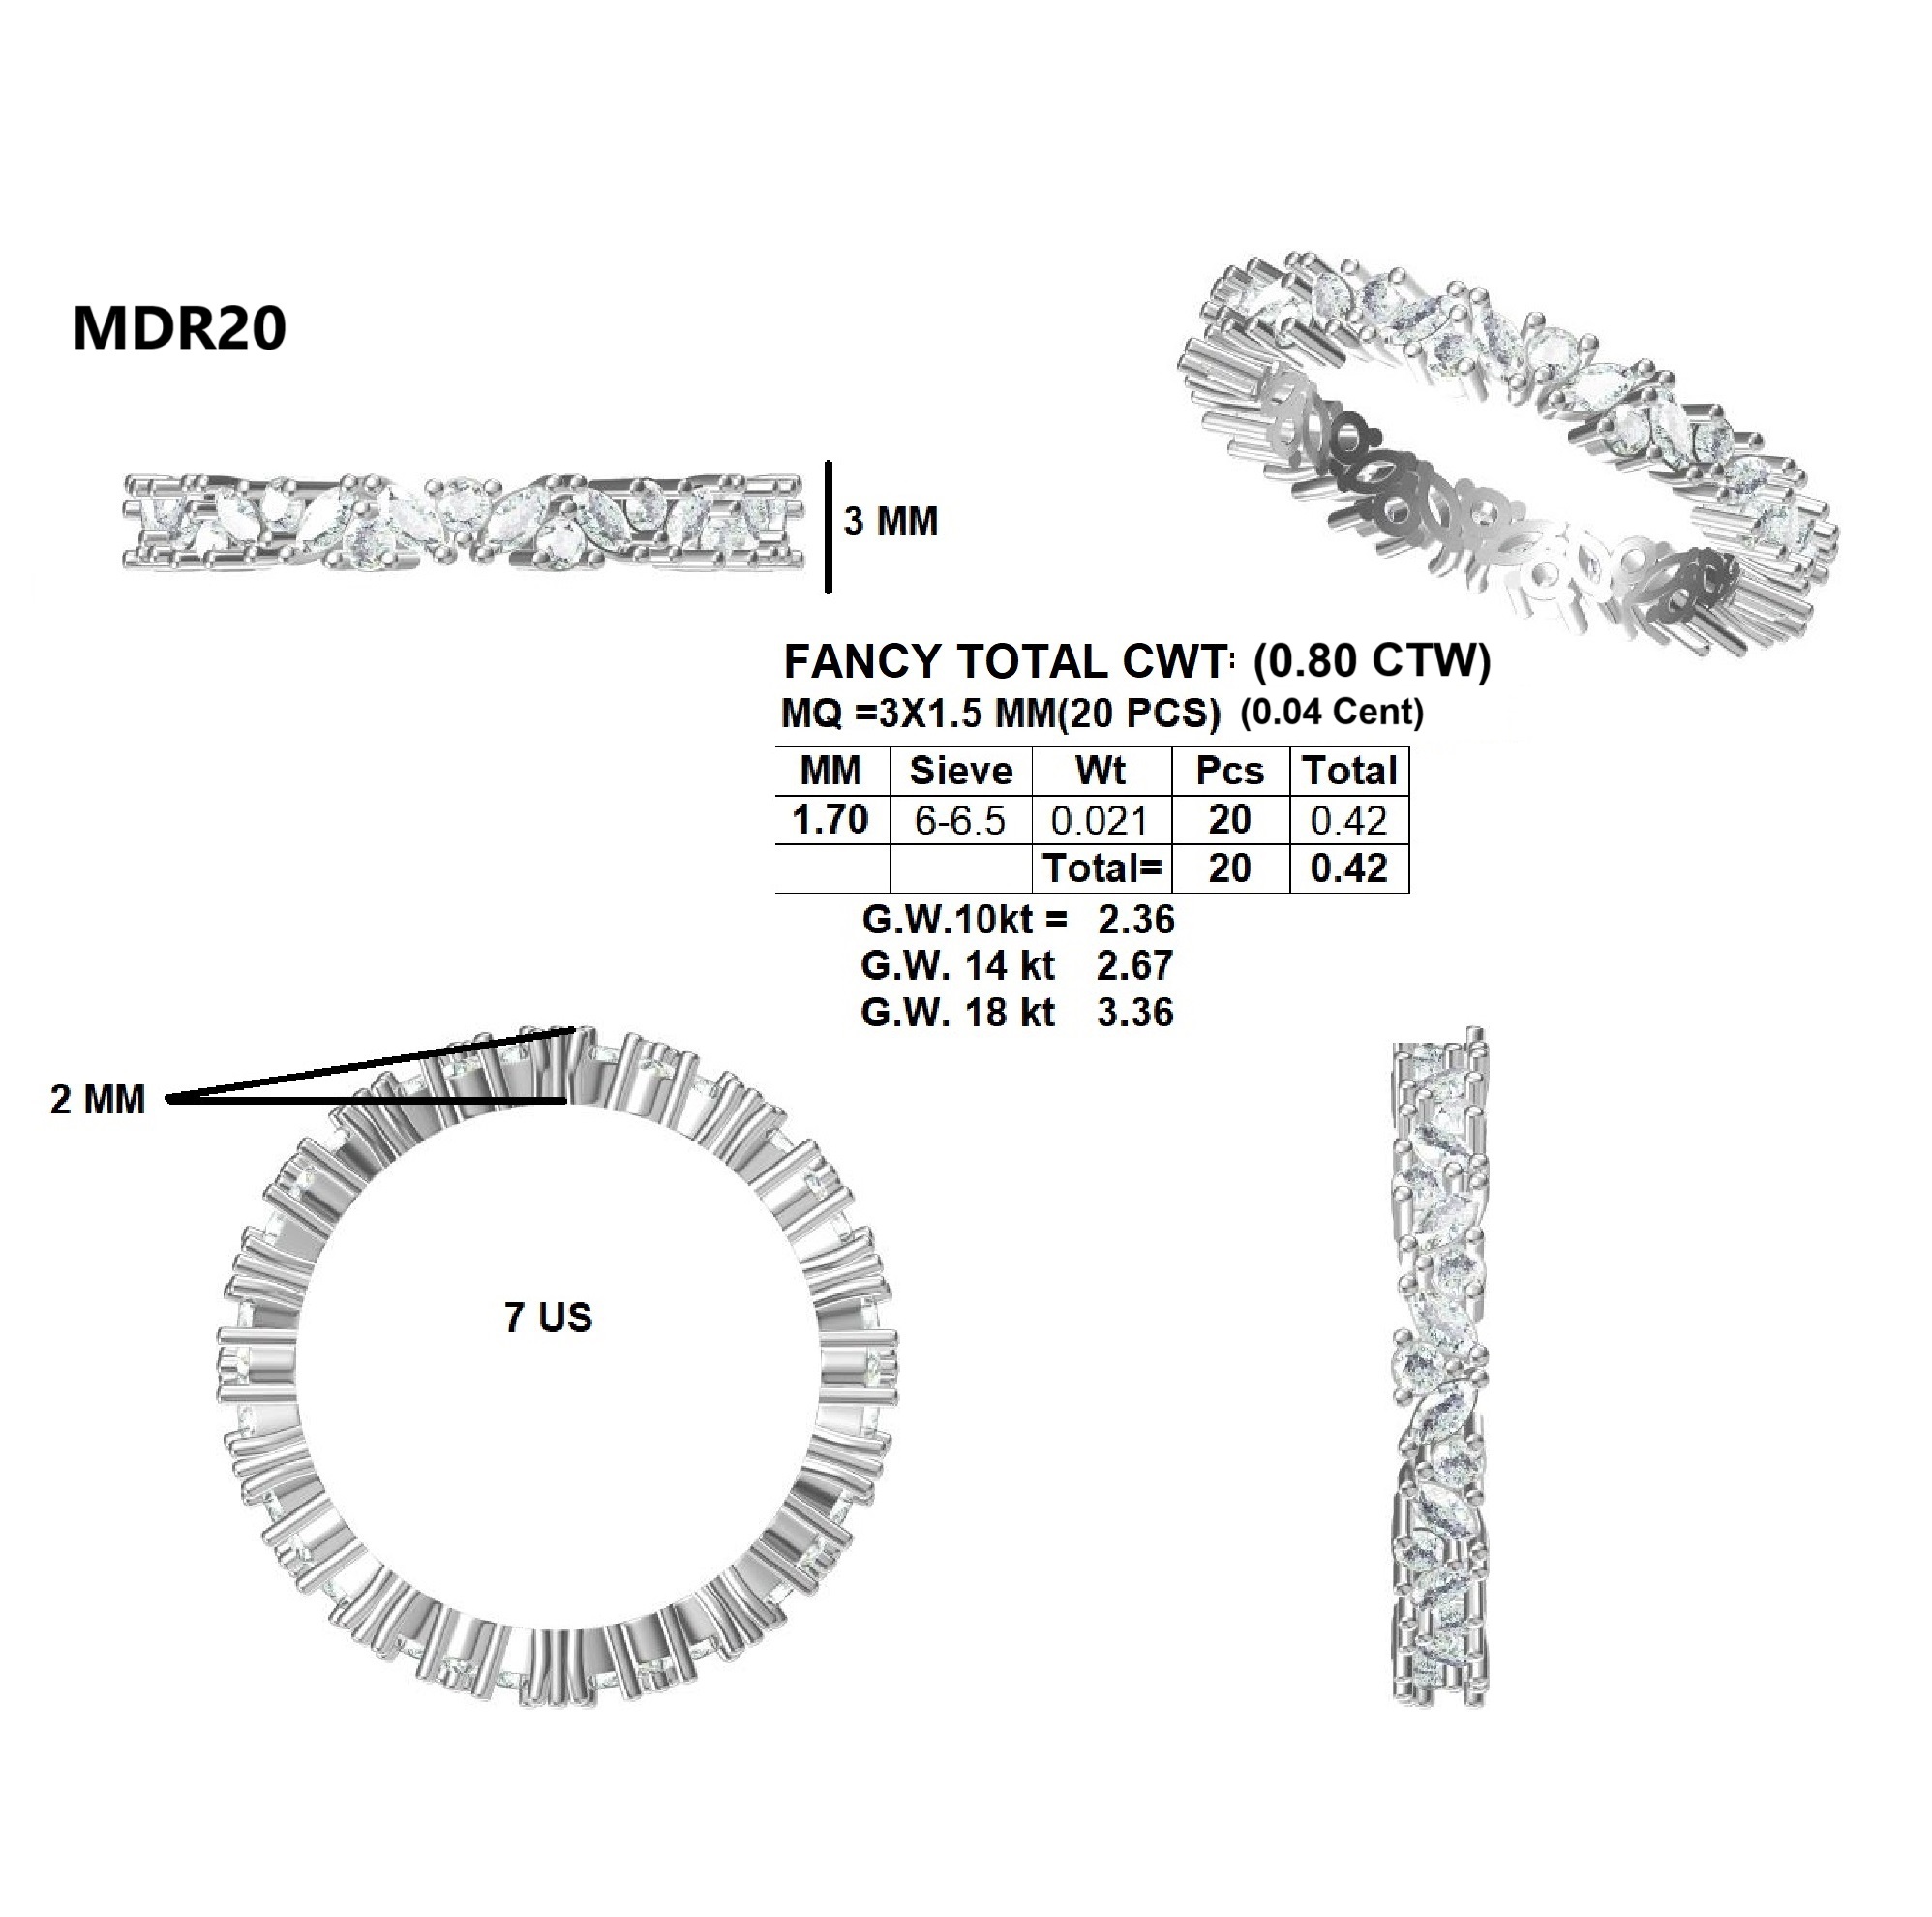 MDR20
3 MM
FANCY TOTAL CWT: (0.80 CTW)
MQ =3X1.5 MM(20 PCS) (0.04 Cent)
MM Sieve Wt Pcs Total
1.70 6-6.5 0.021 20 0.42
Total= 20 0.42
G.W.10kt = 2.36
G.W. 14 kt 2.67
G.W. 18 kt 3.36
2 MM
7 US